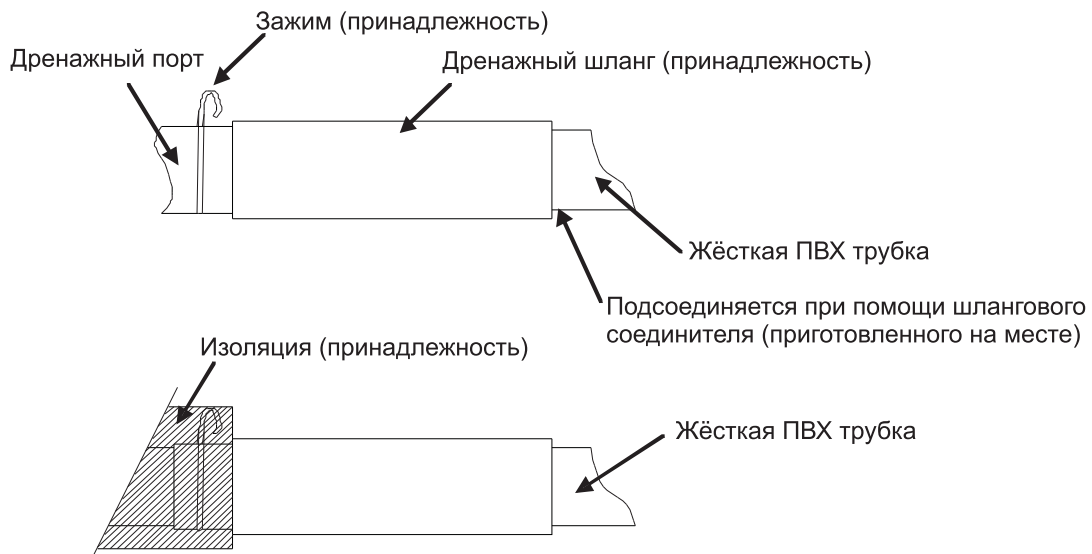 Зажим (принадлежность)
Дренажный порт
Дренажный шланг (принадлежность)
Жёсткая ПВХ трубка
Подсоединяется при помощи шлангового
соединителя (приготовленного на месте)
Изоляция (принадлежность)
Жёсткая ПВХ трубка